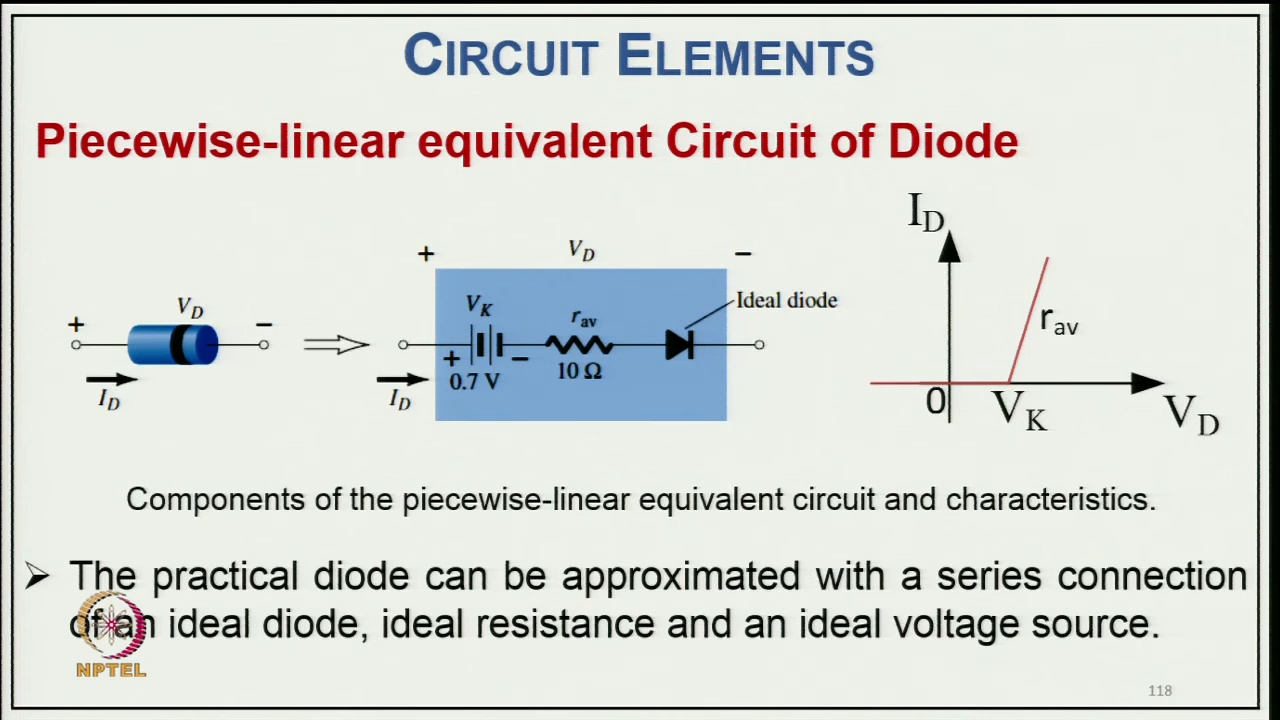 CIRCUIT ELEMENTS
Piecewise-linear equivalent Circuit of Diode
+ V_D −
I_D
+ V_D −
V_K r_av Ideal diode
+ −
0.7 V 10 Ω
I_D
I_D
r_av
0 V_K V_D
Components of the piecewise-linear equivalent circuit and characteristics.
➢ The practical diode can be approximated with a series connection
of an ideal diode, ideal resistance and an ideal voltage source.
NPTEL
118